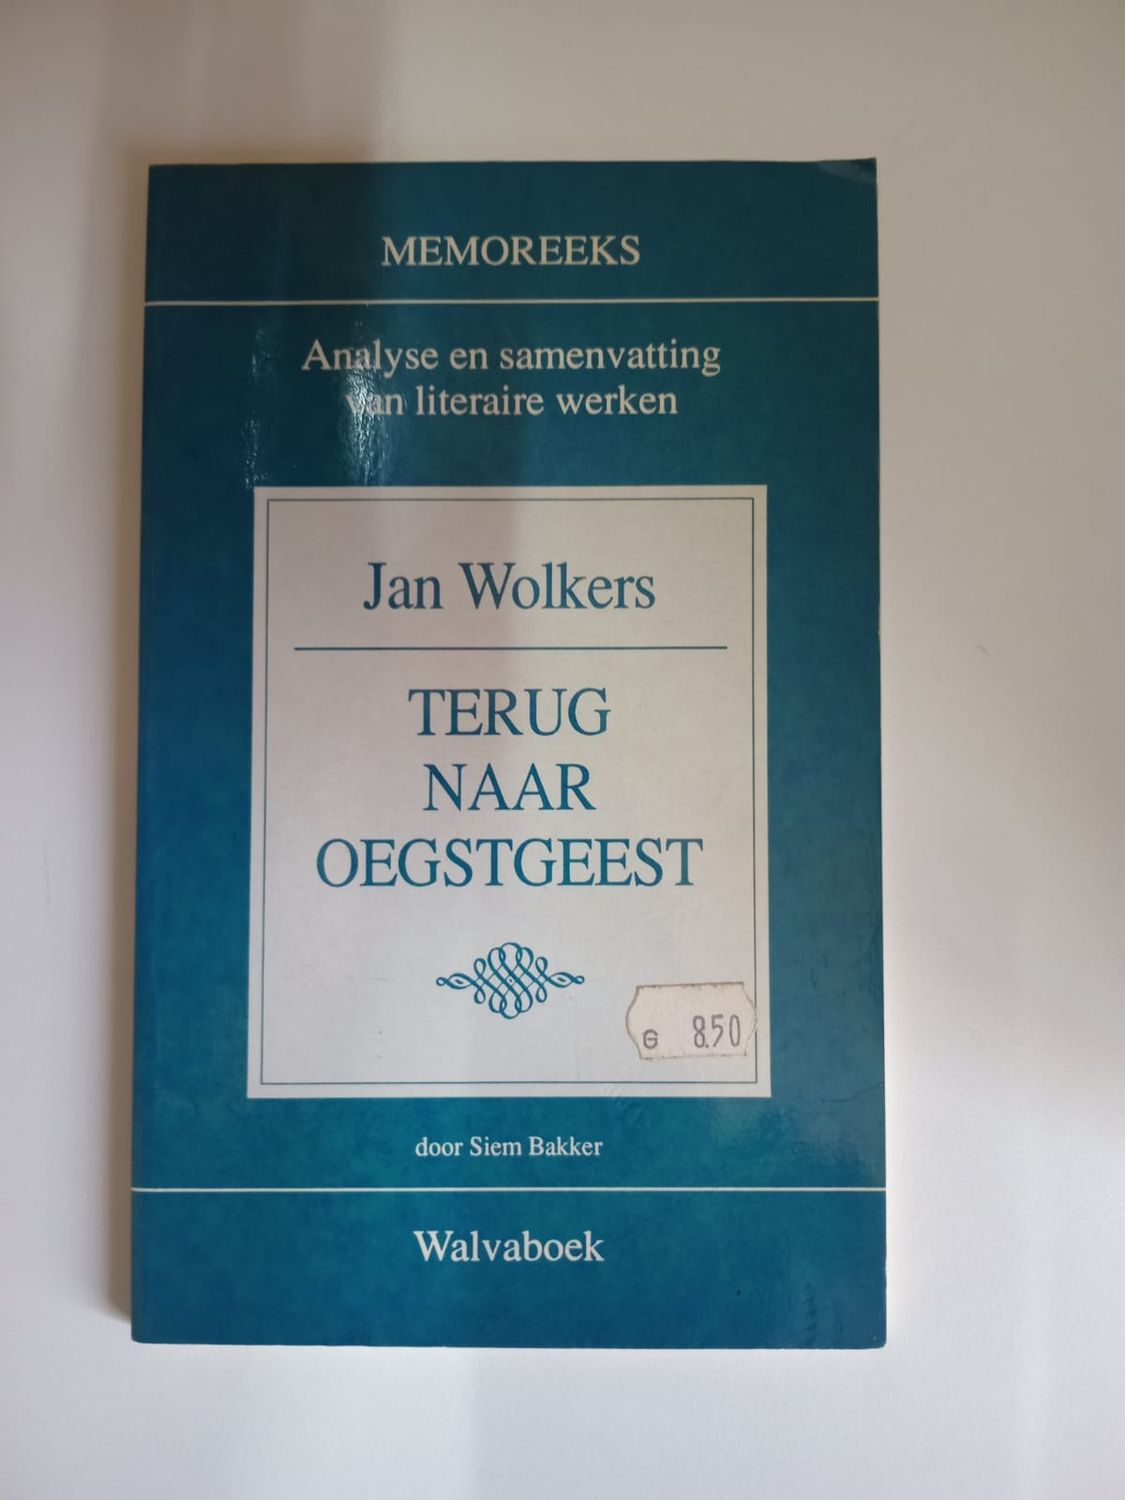 MEMOREEKS
Analyse en samenvatting
van literaire werken
Jan Wolkers
TERUG
NAAR
OEGSTGEEST
G 8.50
door Siem Bakker
Walvaboek